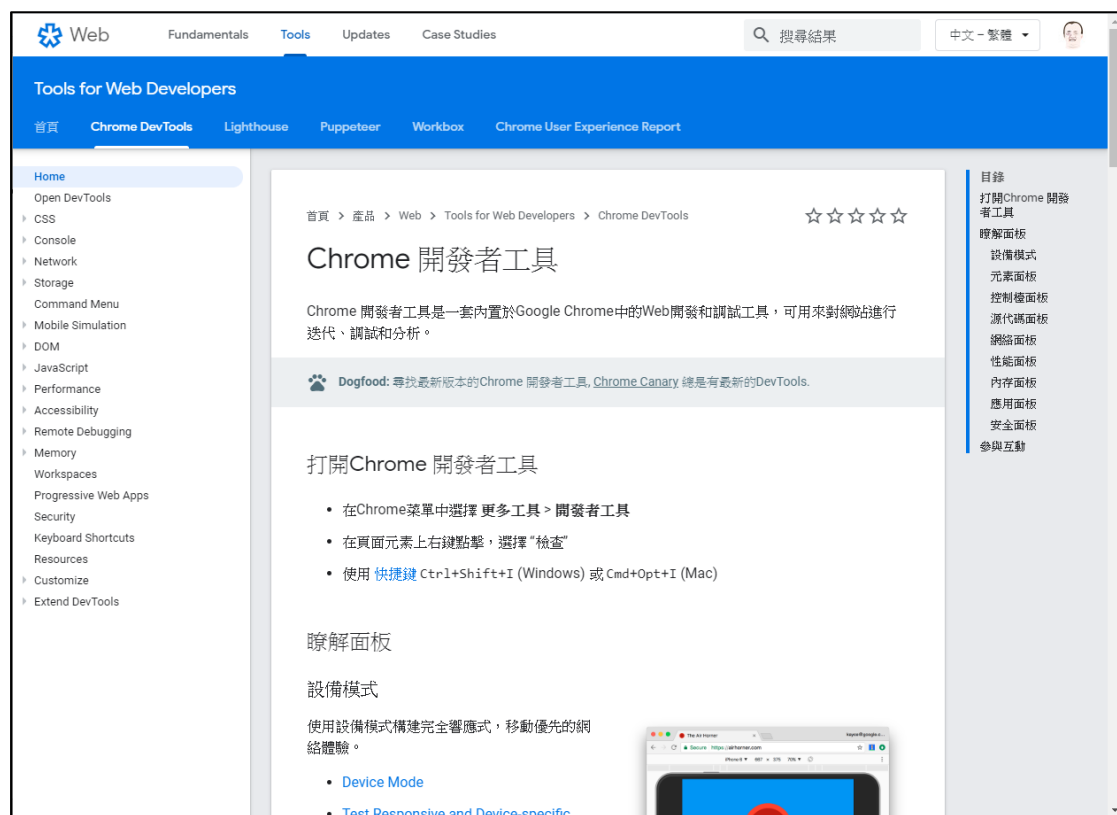 Web Fundamentals Tools Updates Case Studies 搜尋結果 中文 – 繁體
Tools for Web Developers
首頁 Chrome DevTools Lighthouse Puppeteer Workbox Chrome User Experience Report
Home
Open DevTools
CSS
Console
Network
Storage
Command Menu
Mobile Simulation
DOM
JavaScript
Performance
Accessibility
Remote Debugging
Memory
Workspaces
Progressive Web Apps
Security
Keyboard Shortcuts
Resources
Customize
Extend DevTools
首頁 > 產品 > Web > Tools for Web Developers > Chrome DevTools
Chrome 開發者工具
Chrome 開發者工具是一套內置於Google Chrome中的Web開發和調試工具，可用來對網站進行
迭代、調試和分析。
Dogfood: 尋找最新版本的Chrome 開發者工具, Chrome Canary 總是有最新的DevTools.
打開Chrome 開發者工具
• 在Chrome菜單中選擇 更多工具 > 開發者工具
• 在頁面元素上右鍵點擊，選擇 “檢查”
• 使用 快捷鍵 Ctrl+Shift+I (Windows) 或 Cmd+Opt+I (Mac)
瞭解面板
設備模式
使用設備模式構建完全響應式，移動優先的網
絡體驗。
• Device Mode
• Test Responsive and Device-specific
The Air Horner
Secure https://airhorner.com
目錄
打開Chrome 開發
者工具
瞭解面板
設備模式
元素面板
控制檯面板
源代碼面板
網絡面板
性能面板
內存面板
應用面板
安全面板
參與互動